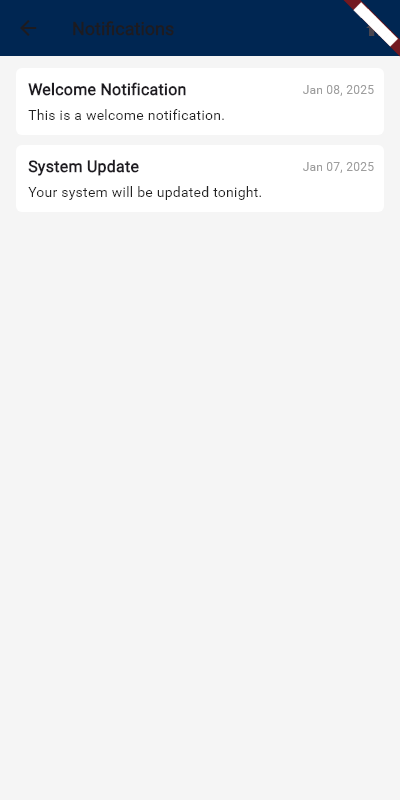 Notifications
Welcome Notification
Jan 08, 2025
This is a welcome notification.
System Update
Jan 07, 2025
Your system will be updated tonight.